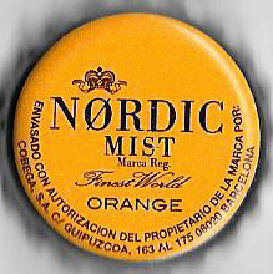 NØRDIC
MIST
Marca Reg.
Finest World
ORANGE
ENVASADO CON AUTORIZACION DEL PROPIETARIO DE LA MARCA POR:
COBEGA, S.A. C/ GUIPUZCOA, 163 AL 175 08020 BARCELONA